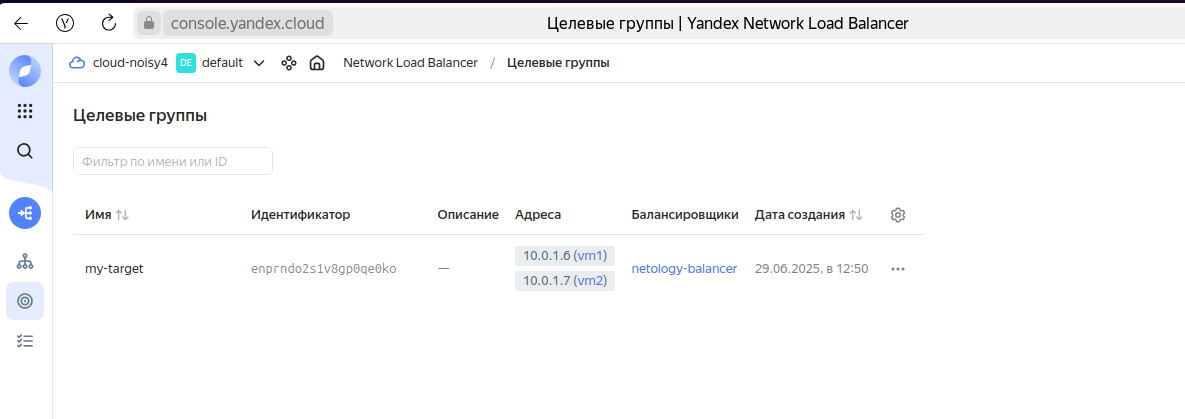 console.yandex.cloud Целевые группы | Yandex Network Load Balancer
cloud-noisy4 DE default Network Load Balancer / Целевые группы
Целевые группы
Фильтр по имени или ID
Имя Идентификатор Описание Адреса Балансировщики Дата создания
my-target enprndo2s1v8gp0qe0ko — 10.0.1.6 (vm1) netology-balancer 29.06.2025, в 12:50
10.0.1.7 (vm2)